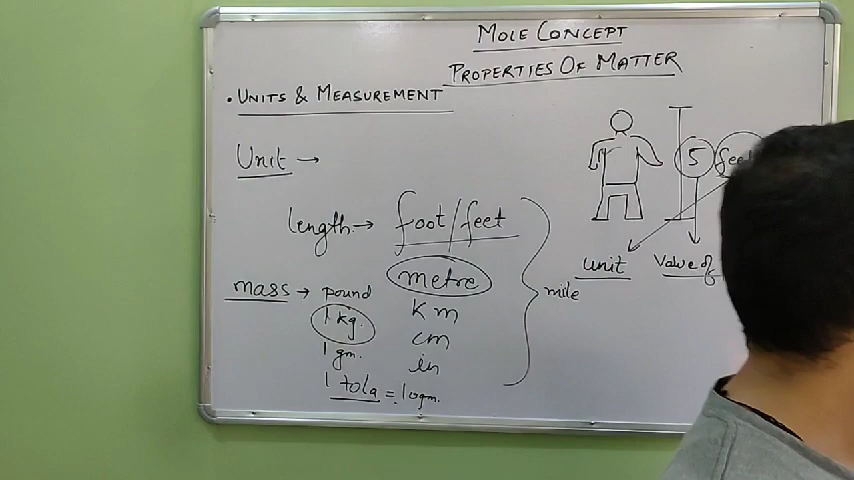 MOLE CONCEPT
PROPERTIES OF MATTER
• UNITS & MEASUREMENT
Unit →
5 feet
length → foot/feet
unit
Value of
metre
mass → pound
mile
1 kg.
km
1 gm.
cm
in
1 tola = 10gm.